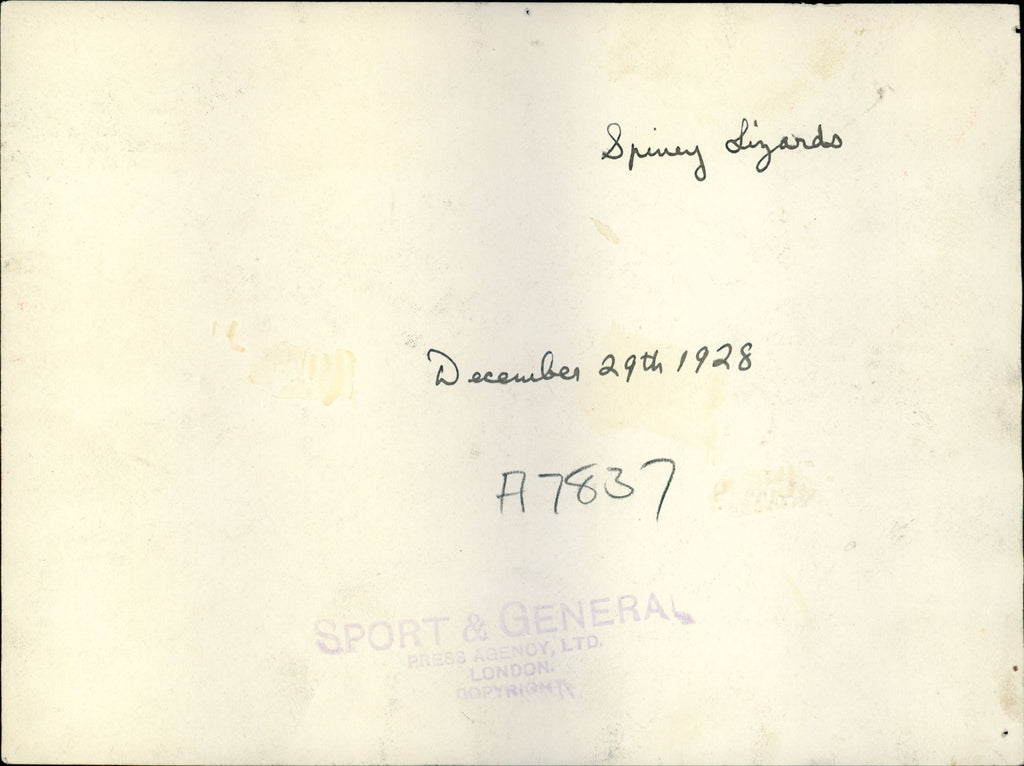 Spiney Lizards
December 29th 1928
A7837
SPORT & GENERAL
PRESS AGENCY, LTD.
LONDON.
COPYRIGHT